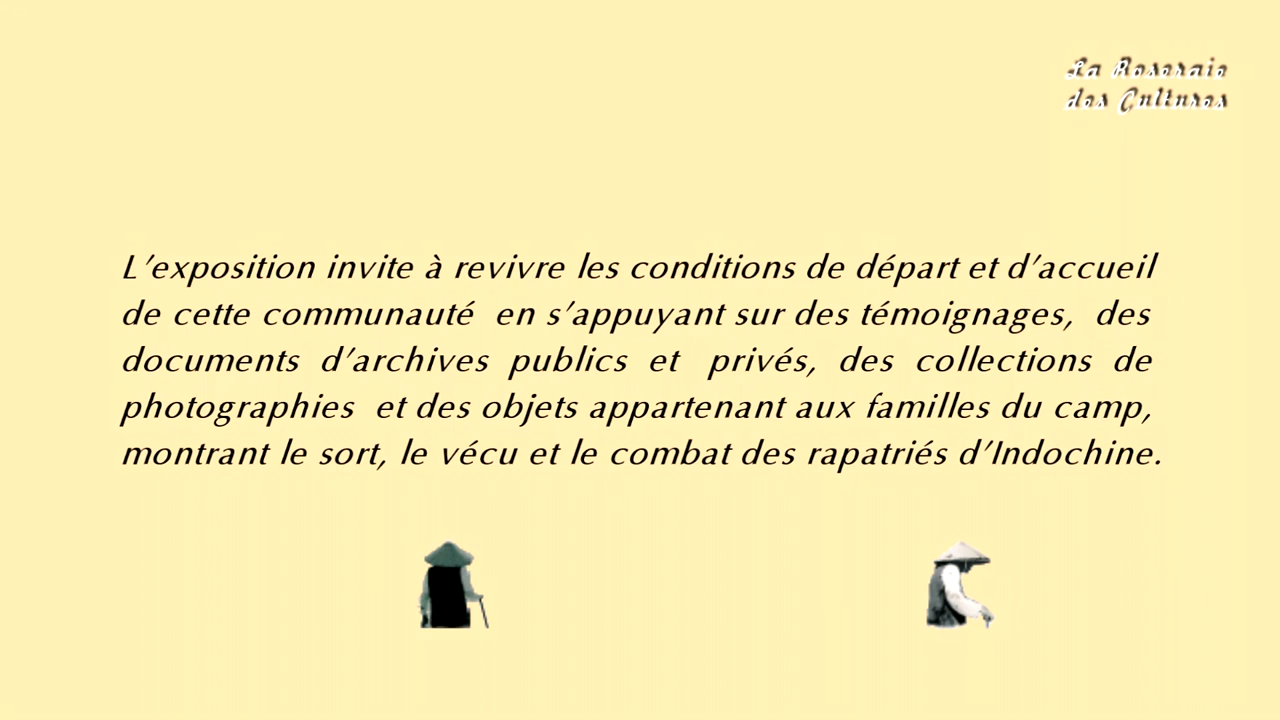 La Roseraie
des Cultures
L'exposition invite à revivre les conditions de départ et d'accueil
de cette communauté en s'appuyant sur des témoignages, des
documents d'archives publics et privés, des collections de
photographies et des objets appartenant aux familles du camp,
montrant le sort, le vécu et le combat des rapatriés d'Indochine.